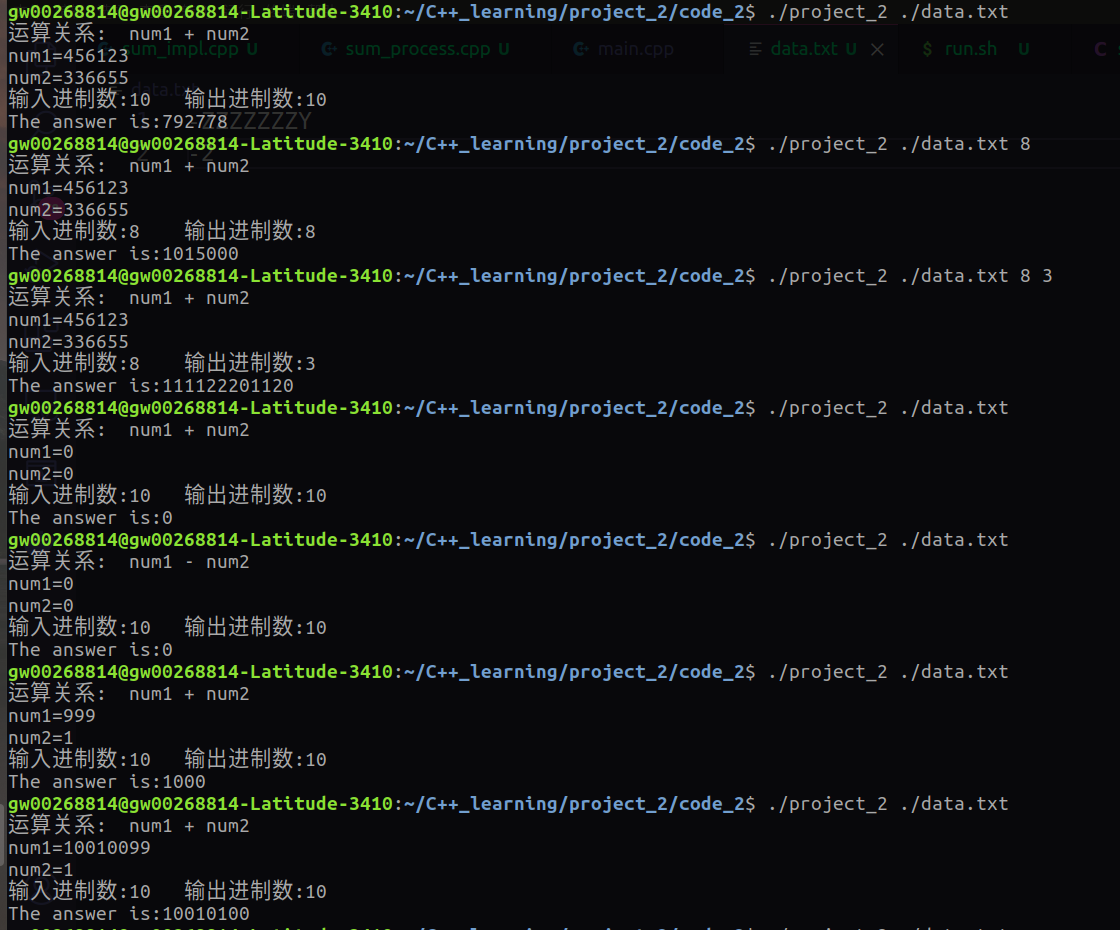 gw00268814@gw00268814-Latitude-3410:~/C++_learning/project_2/code_2$ ./project_2 ./data.txt
运算关系:  num1 + num2
sum_impl.cpp U  sum_process.cpp U  main.cpp  data.txt U  $ run.sh U  C
num1=456123
num2=336655
data.t
输入进制数:10   输出进制数:10
The answer is:792778
gw00268814@gw00268814-Latitude-3410:~/C++_learning/project_2/code_2$ ./project_2 ./data.txt 8
运算关系:  num1 + num2
num1=456123
num2=336655
输入进制数:8    输出进制数:8
The answer is:1015000
gw00268814@gw00268814-Latitude-3410:~/C++_learning/project_2/code_2$ ./project_2 ./data.txt 8 3
运算关系:  num1 + num2
num1=456123
num2=336655
输入进制数:8    输出进制数:3
The answer is:111122201120
gw00268814@gw00268814-Latitude-3410:~/C++_learning/project_2/code_2$ ./project_2 ./data.txt
运算关系:  num1 + num2
num1=0
num2=0
输入进制数:10   输出进制数:10
The answer is:0
gw00268814@gw00268814-Latitude-3410:~/C++_learning/project_2/code_2$ ./project_2 ./data.txt
运算关系:  num1 - num2
num1=0
num2=0
输入进制数:10   输出进制数:10
The answer is:0
gw00268814@gw00268814-Latitude-3410:~/C++_learning/project_2/code_2$ ./project_2 ./data.txt
运算关系:  num1 + num2
num1=999
num2=1
输入进制数:10   输出进制数:10
The answer is:1000
gw00268814@gw00268814-Latitude-3410:~/C++_learning/project_2/code_2$ ./project_2 ./data.txt
运算关系:  num1 + num2
num1=10010099
num2=1
输入进制数:10   输出进制数:10
The answer is:10010100